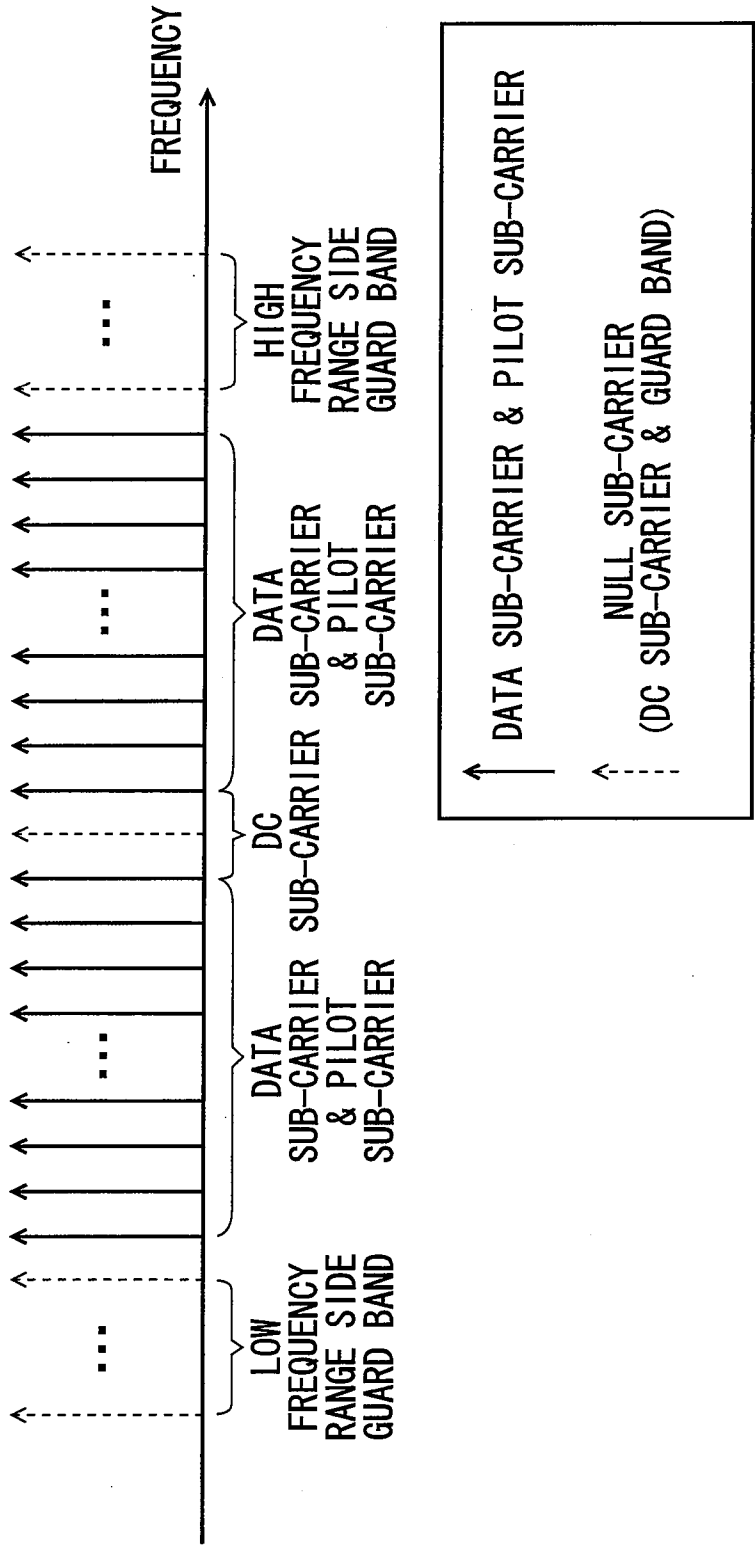 FREQUENCY
LOW
FREQUENCY
RANGE SIDE
GUARD BAND
DATA
SUB-CARRIER
& PILOT
SUB-CARRIER
DC
SUB-CARRIER
DATA
SUB-CARRIER
& PILOT
SUB-CARRIER
HIGH
FREQUENCY
RANGE SIDE
GUARD BAND
DATA SUB-CARRIER & PILOT SUB-CARRIER
NULL SUB-CARRIER
(DC SUB-CARRIER & GUARD BAND)